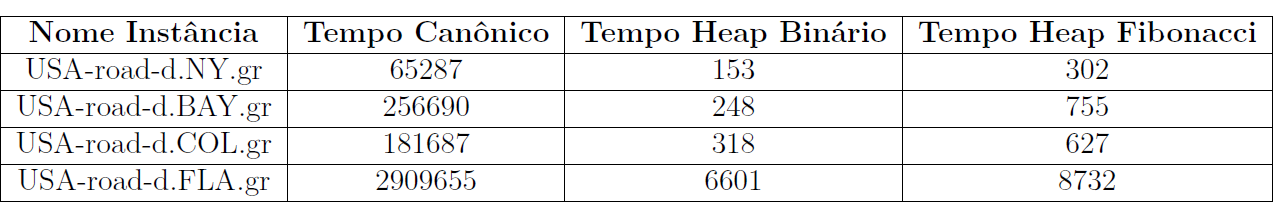 Nome Instância Tempo Canônico Tempo Heap Binário Tempo Heap Fibonacci
USA-road-d.NY.gr 65287 153 302
USA-road-d.BAY.gr 256690 248 755
USA-road-d.COL.gr 181687 318 627
USA-road-d.FLA.gr 2909655 6601 8732